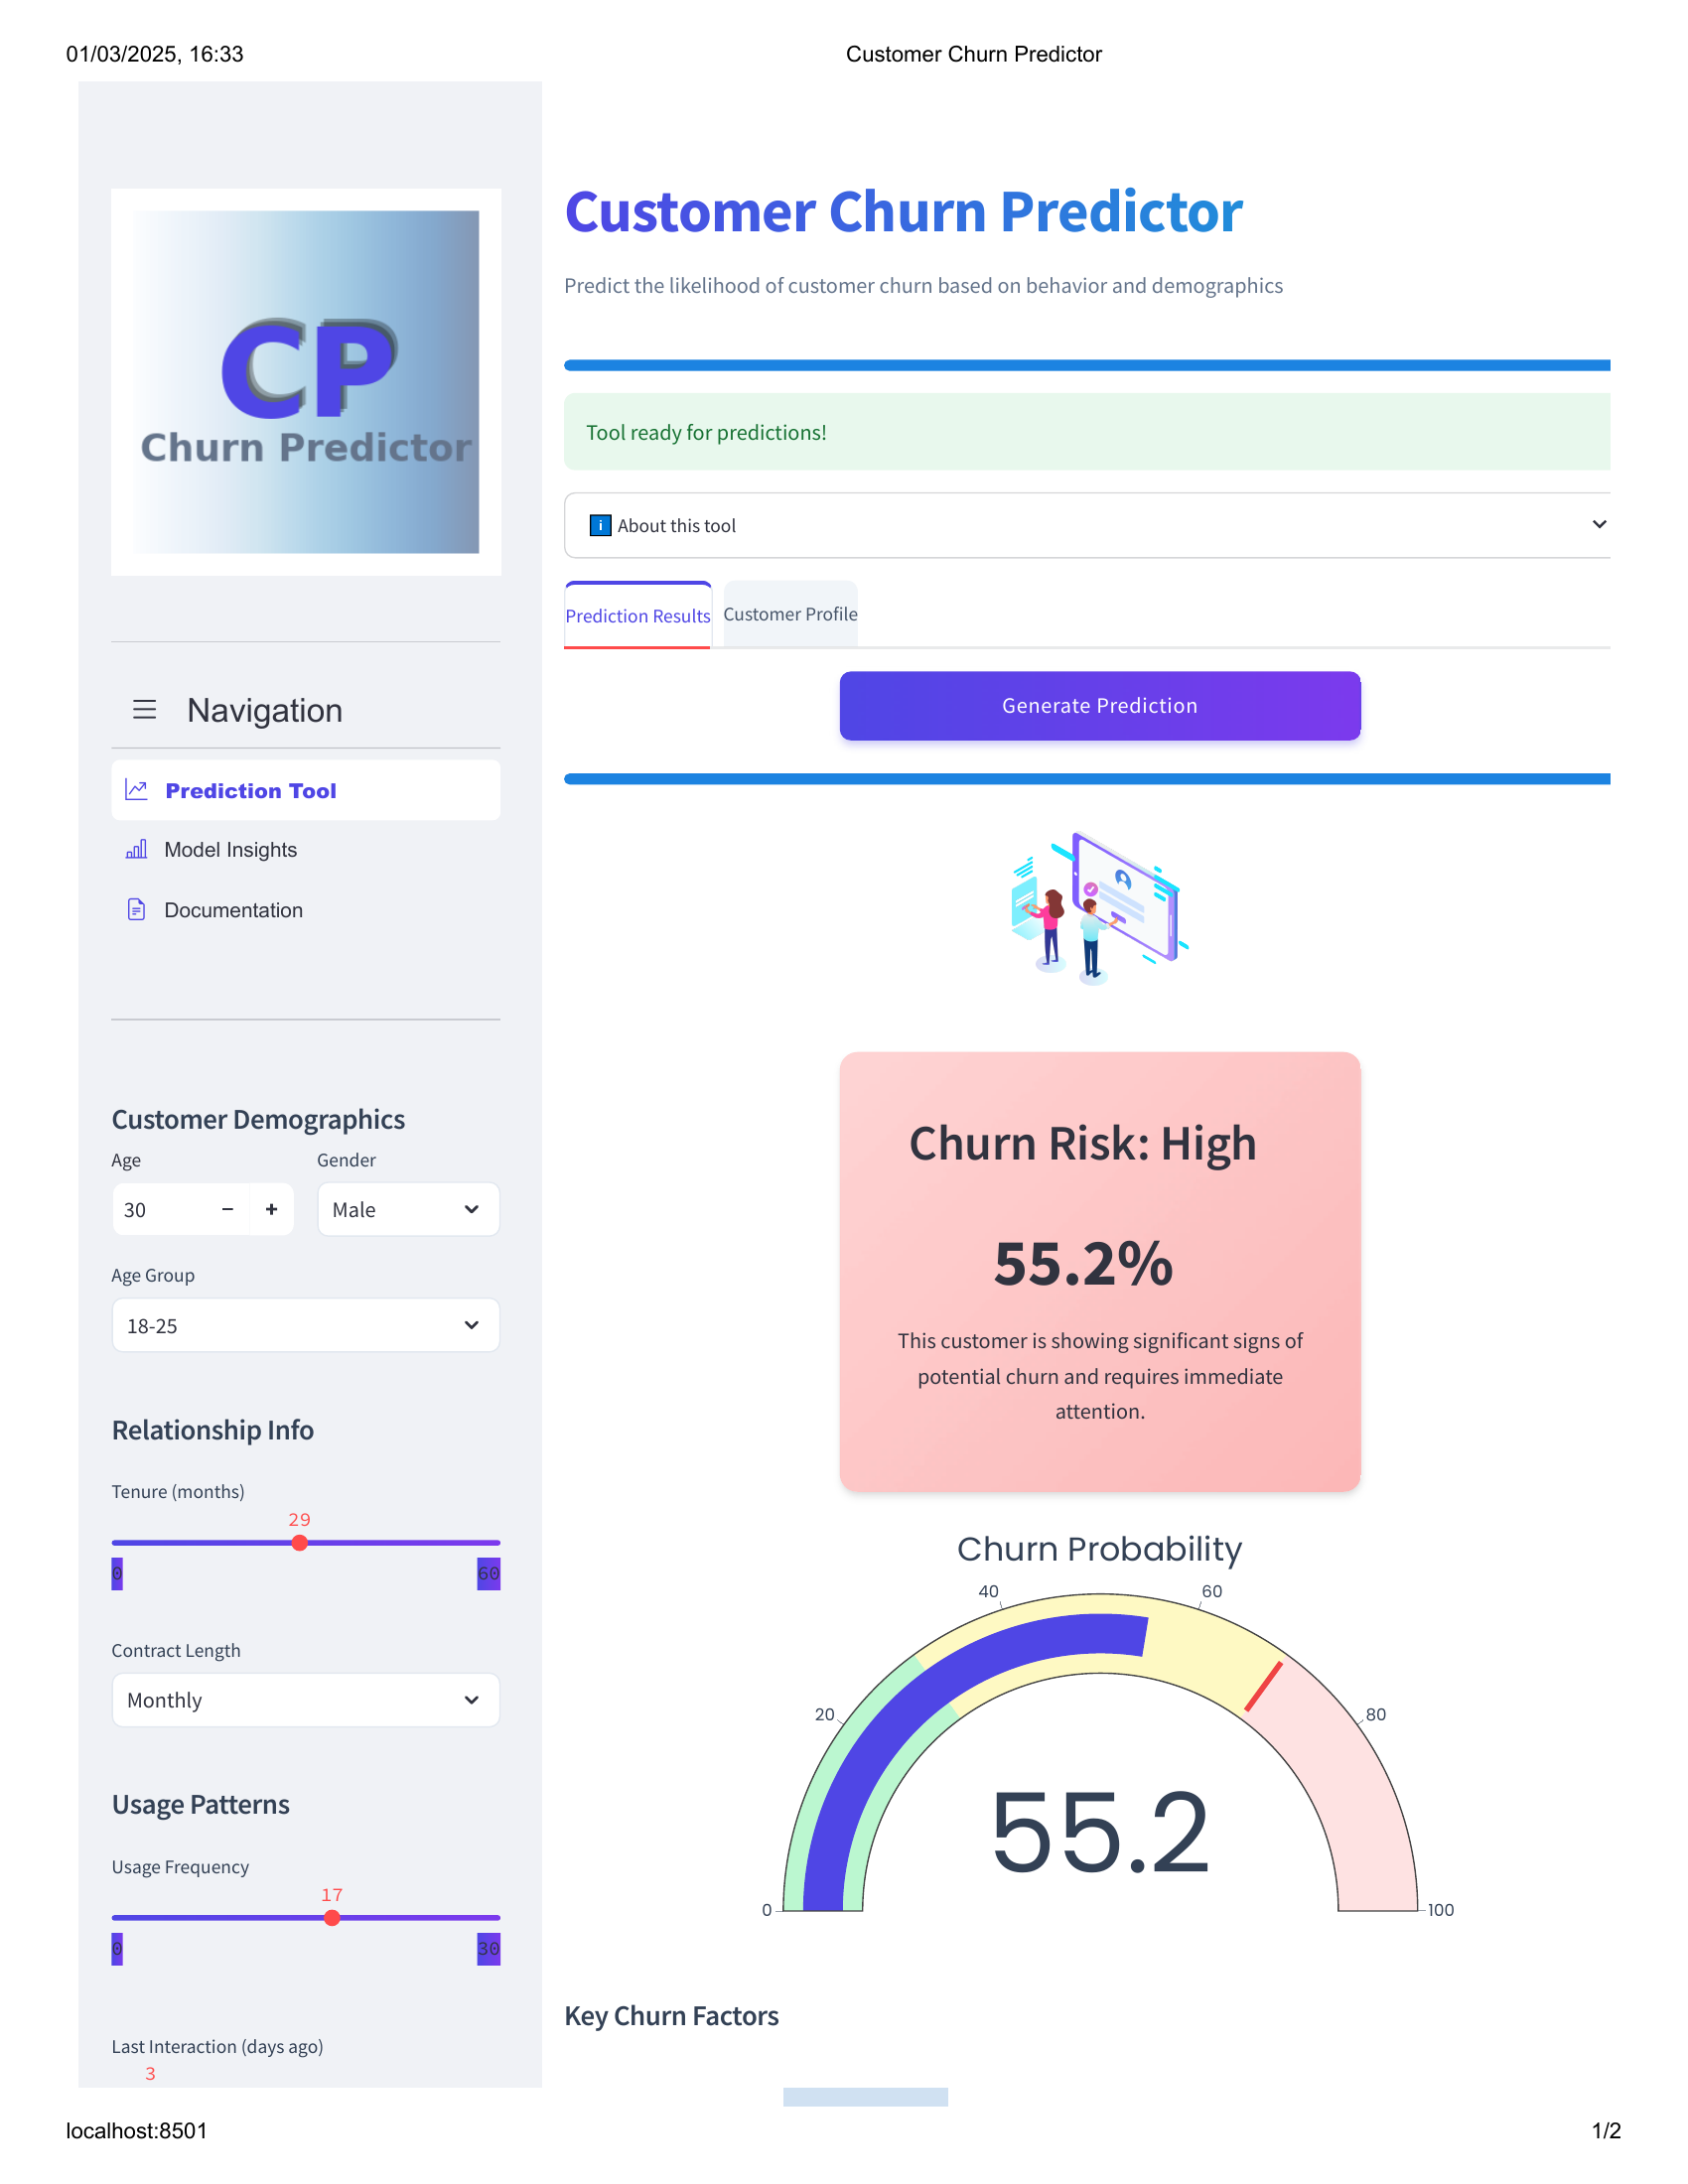 01/03/2025, 16:33
Customer Churn Predictor
CP
Churn Predictor
Navigation
Prediction Tool
Model Insights
Documentation
Customer Demographics
Age
Gender
30
Male
Age Group
18-25
Relationship Info
Tenure (months)
29
0
60
Contract Length
Monthly
Usage Patterns
Usage Frequency
17
0
30
Last Interaction (days ago)
3
Customer Churn Predictor
Predict the likelihood of customer churn based on behavior and demographics
Tool ready for predictions!
i About this tool
Prediction Results
Customer Profile
Generate Prediction
Churn Risk: High
55.2%
This customer is showing significant signs of
potential churn and requires immediate
attention.
Churn Probability
0
20
40
60
80
100
55.2
Key Churn Factors
localhost:8501
1/2